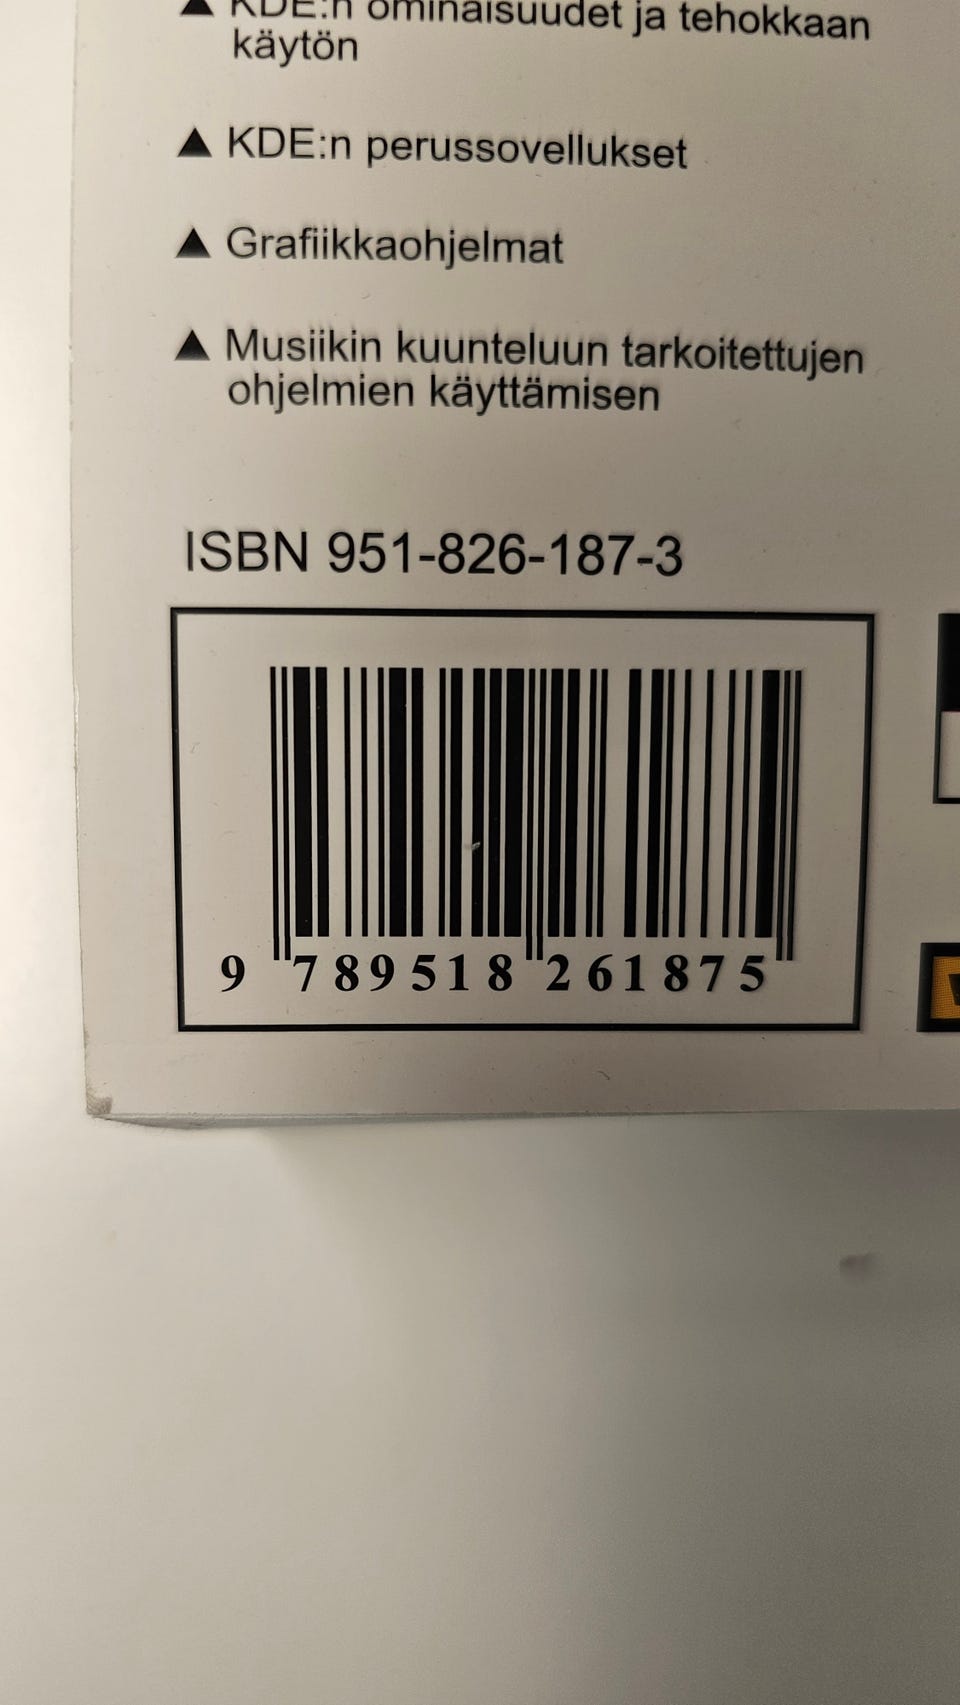 ▲ KDE:n ominaisuudet ja tehokkaan
käytön
▲ KDE:n perussovellukset
▲ Grafiikkaohjelmat
▲ Musiikin kuunteluun tarkoitettujen
ohjelmien käyttämisen
ISBN 951-826-187-3
9 789518 261875